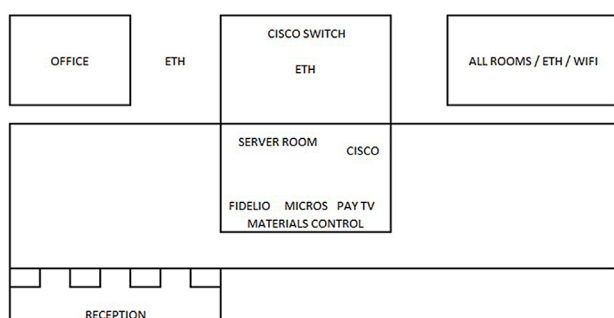 CISCO SWITCH
OFFICE
ETH
ETH
ALL ROOMS / ETH / WIFI
SERVER ROOM
CISCO
FIDELIO MICROS PAY TV
MATERIALS CONTROL
RECEPTION